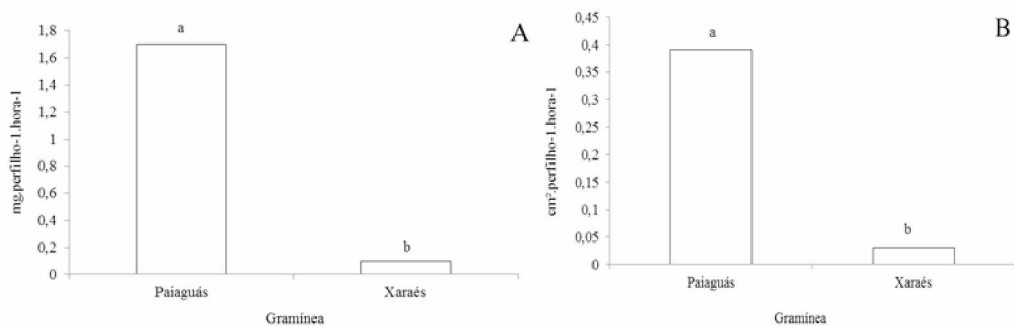 A
a
1,8
1,6
1,4
1,2
1
0,8
0,6
0,4
0,2
0
mg.perfilho-1.hora-1
b
Paiaguás
Xaraés
Gramínea
B
a
0,45
0,4
0,35
0,3
0,25
0,2
0,15
0,1
0,05
0
cm².perfilho-1.hora-1
b
Paiaguás
Xaraés
Gramínea